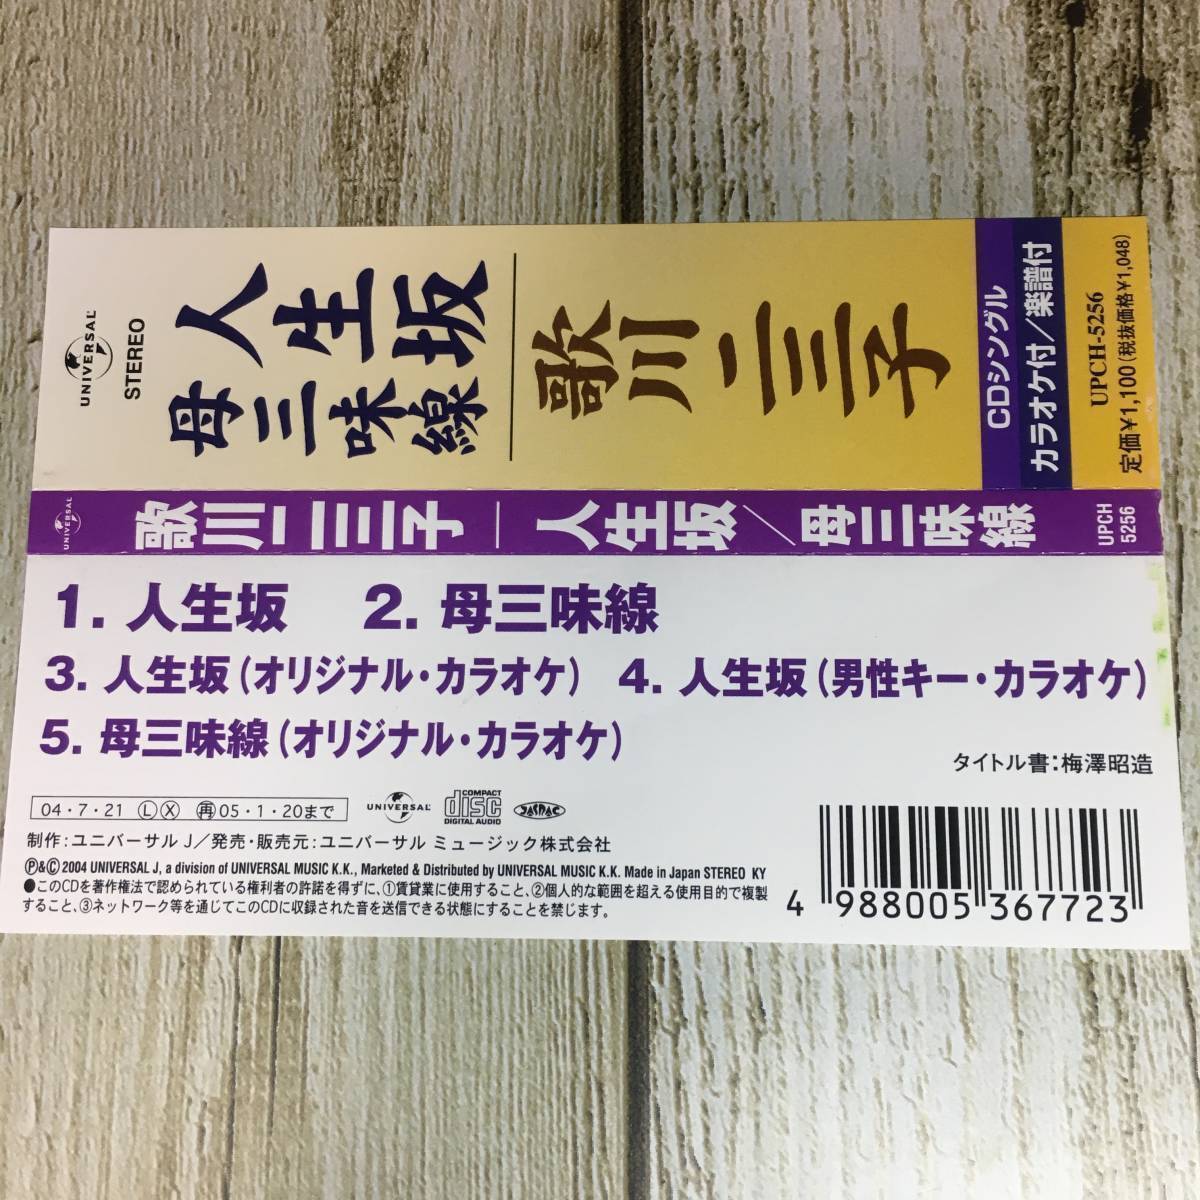 UNIVERSAL
STEREO
人生坂
母三味線
歌川二三子
CDシングル
カラオケ付/楽譜付
UPCH-5256
定価¥1,100(税抜価格¥1,048)
UNIVERSAL
歌川二三子
人生坂/母三味線
UPCH
5256
1. 人生坂 2. 母三味線
3. 人生坂(オリジナル・カラオケ) 4. 人生坂(男性キー・カラオケ)
5. 母三味線(オリジナル・カラオケ)
タイトル書:梅澤昭造
04・7・21 Ⓛ Ⓧ ㊢05・1・20まで
UNIVERSAL
COMPACT
disc
DIGITAL AUDIO
JASRAC
制作:ユニバーサル J/発売・販売元:ユニバーサル ミュージック株式会社
Ⓟ&Ⓒ 2004 UNIVERSAL J, a division of UNIVERSAL MUSIC K.K., Marketed & Distributed by UNIVERSAL MUSIC K.K. Made in Japan STEREO KY
●このCDを著作権法で認められている権利者の許諾を得ずに、①賃貸業に使用すること、②個人的な範囲を超える使用目的で複製
すること、③ネットワーク等を通じてこのCDに収録された音を送信できる状態にすることを禁じます。
4 988005 367723